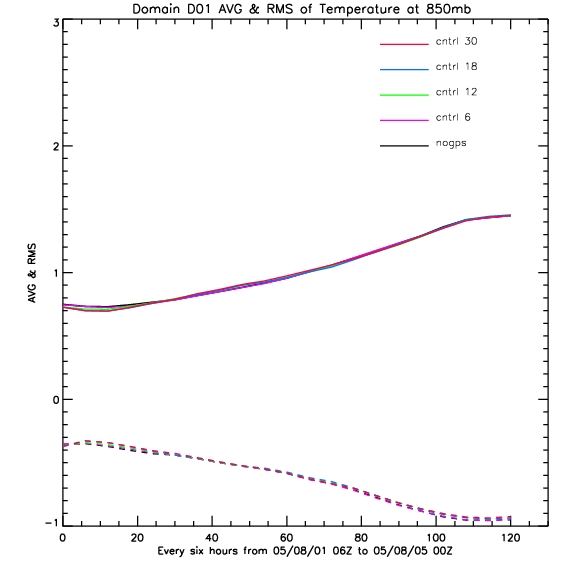 Domain D01 AVG & RMS of Temperature at 850mb
3
cntrl 30
cntrl 18
cntrl 12
cntrl 6
nogps
2
1
0
-1
AVG & RMS
0 20 40 60 80 100 120
Every six hours from 05/08/01 06Z to 05/08/05 00Z